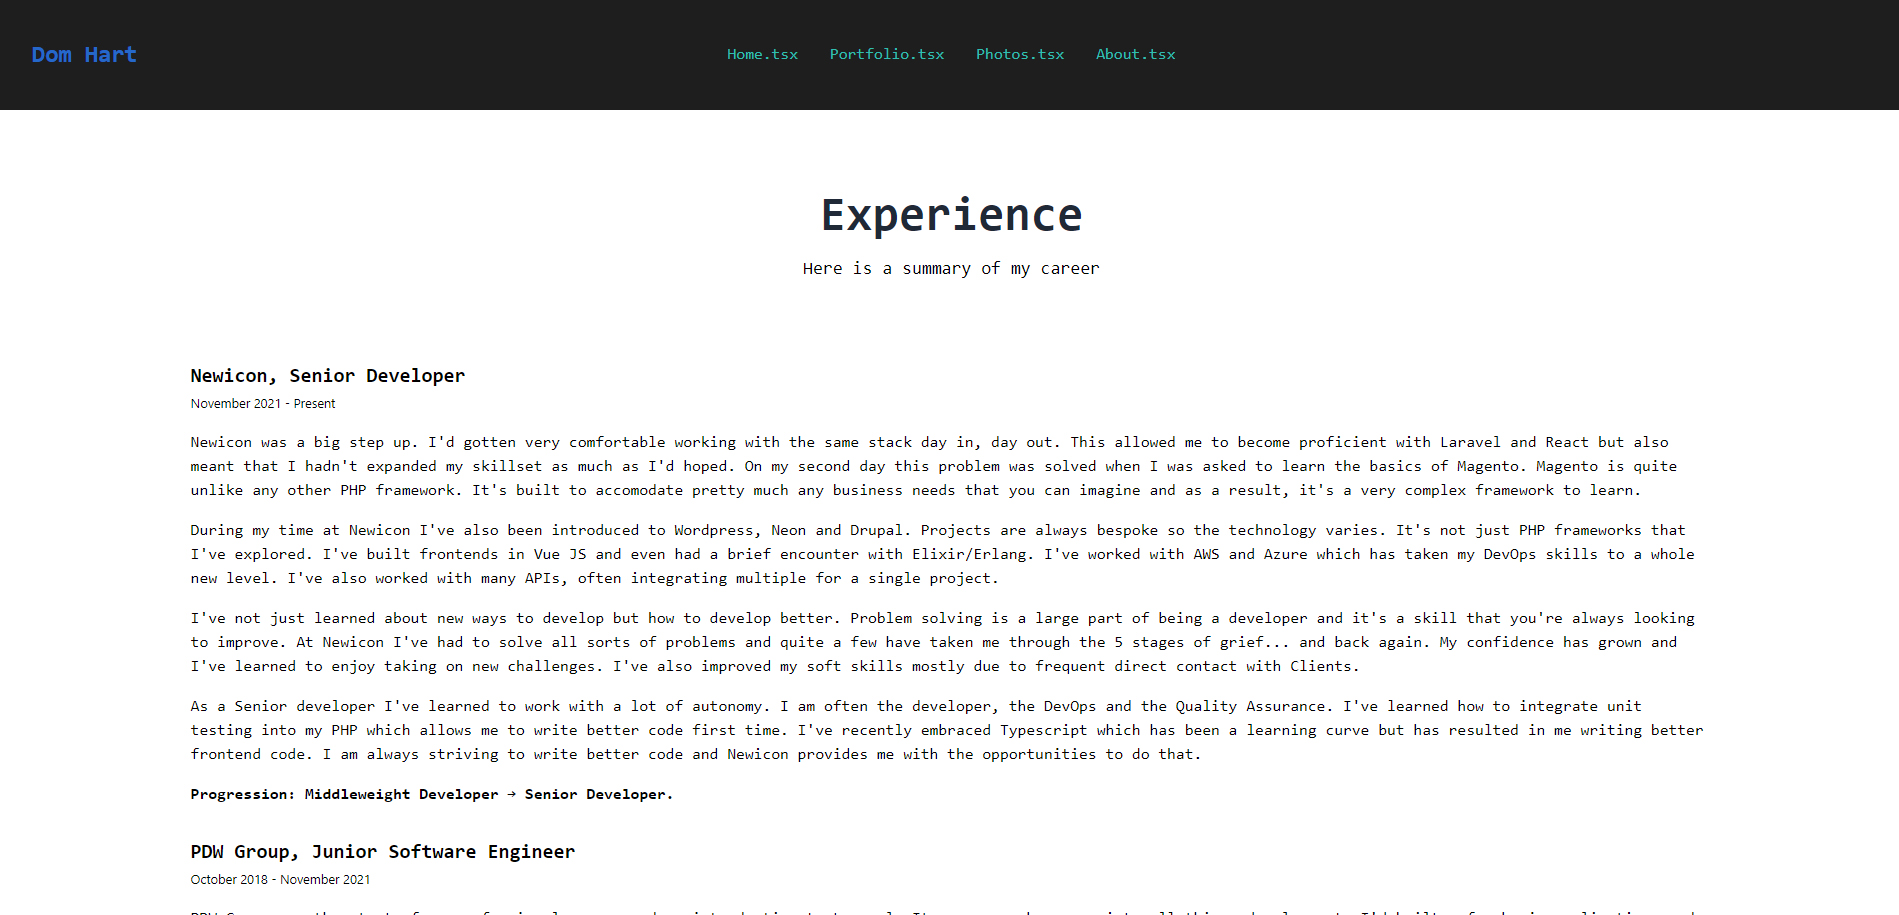 Dom Hart
Home.tsx Portfolio.tsx Photos.tsx About.tsx
Experience
Here is a summary of my career
Newicon, Senior Developer
November 2021 - Present
Newicon was a big step up. I'd gotten very comfortable working with the same stack day in, day out. This allowed me to become proficient with Laravel and React but also
meant that I hadn't expanded my skillset as much as I'd hoped. On my second day this problem was solved when I was asked to learn the basics of Magento. Magento is quite
unlike any other PHP framework. It's built to accomodate pretty much any business needs that you can imagine and as a result, it's a very complex framework to learn.
During my time at Newicon I've also been introduced to Wordpress, Neon and Drupal. Projects are always bespoke so the technology varies. It's not just PHP frameworks that
I've explored. I've built frontends in Vue JS and even had a brief encounter with Elixir/Erlang. I've worked with AWS and Azure which has taken my DevOps skills to a whole
new level. I've also worked with many APIs, often integrating multiple for a single project.
I've not just learned about new ways to develop but how to develop better. Problem solving is a large part of being a developer and it's a skill that you're always looking
to improve. At Newicon I've had to solve all sorts of problems and quite a few have taken me through the 5 stages of grief... and back again. My confidence has grown and
I've learned to enjoy taking on new challenges. I've also improved my soft skills mostly due to frequent direct contact with Clients.
As a Senior developer I've learned to work with a lot of autonomy. I am often the developer, the DevOps and the Quality Assurance. I've learned how to integrate unit
testing into my PHP which allows me to write better code first time. I've recently embraced Typescript which has been a learning curve but has resulted in me writing better
frontend code. I am always striving to write better code and Newicon provides me with the opportunities to do that.
Progression: Middleweight Developer → Senior Developer.
PDW Group, Junior Software Engineer
October 2018 - November 2021